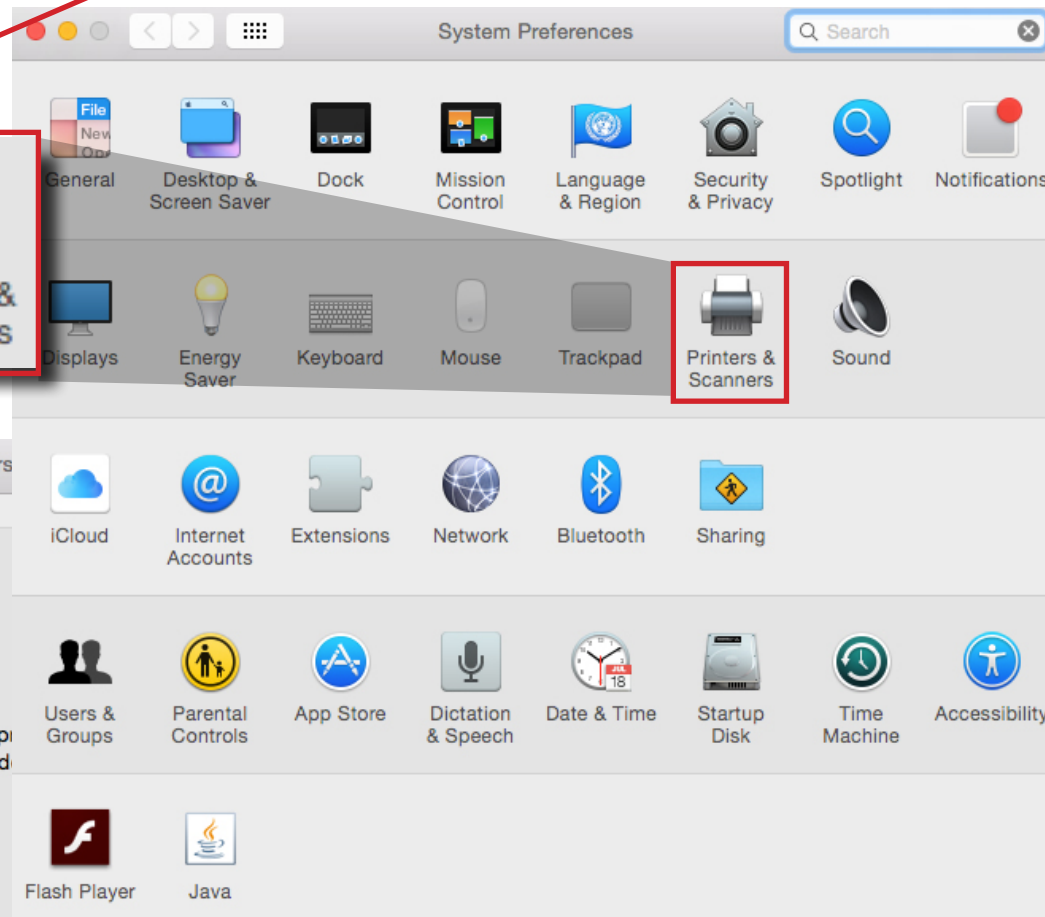 System Preferences
Search
File
New
General
Desktop &
Screen Saver
Dock
Mission
Control
Language
& Region
Security
& Privacy
Spotlight
Notifications
&
s
Displays
Energy
Saver
Keyboard
Mouse
Trackpad
Printers &
Scanners
Sound
rs
iCloud
Internet
Accounts
Extensions
Network
Bluetooth
Sharing
JUL
18
Users &
Groups
Parental
Controls
App Store
Dictation
& Speech
Date & Time
Startup
Disk
Time
Machine
Accessibility
Flash Player
Java